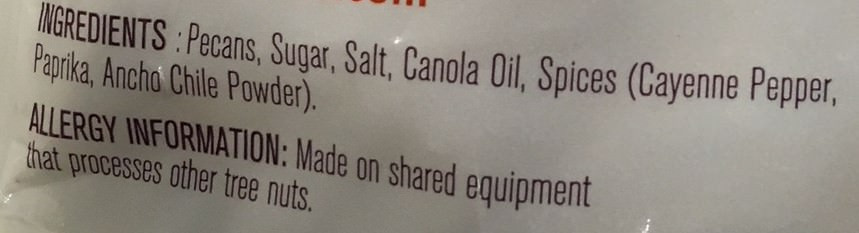 INGREDIENTS : Pecans, Sugar, Salt, Canola Oil, Spices (Cayenne Pepper,
Paprika, Ancho Chile Powder).
ALLERGY INFORMATION: Made on shared equipment
that processes other tree nuts.